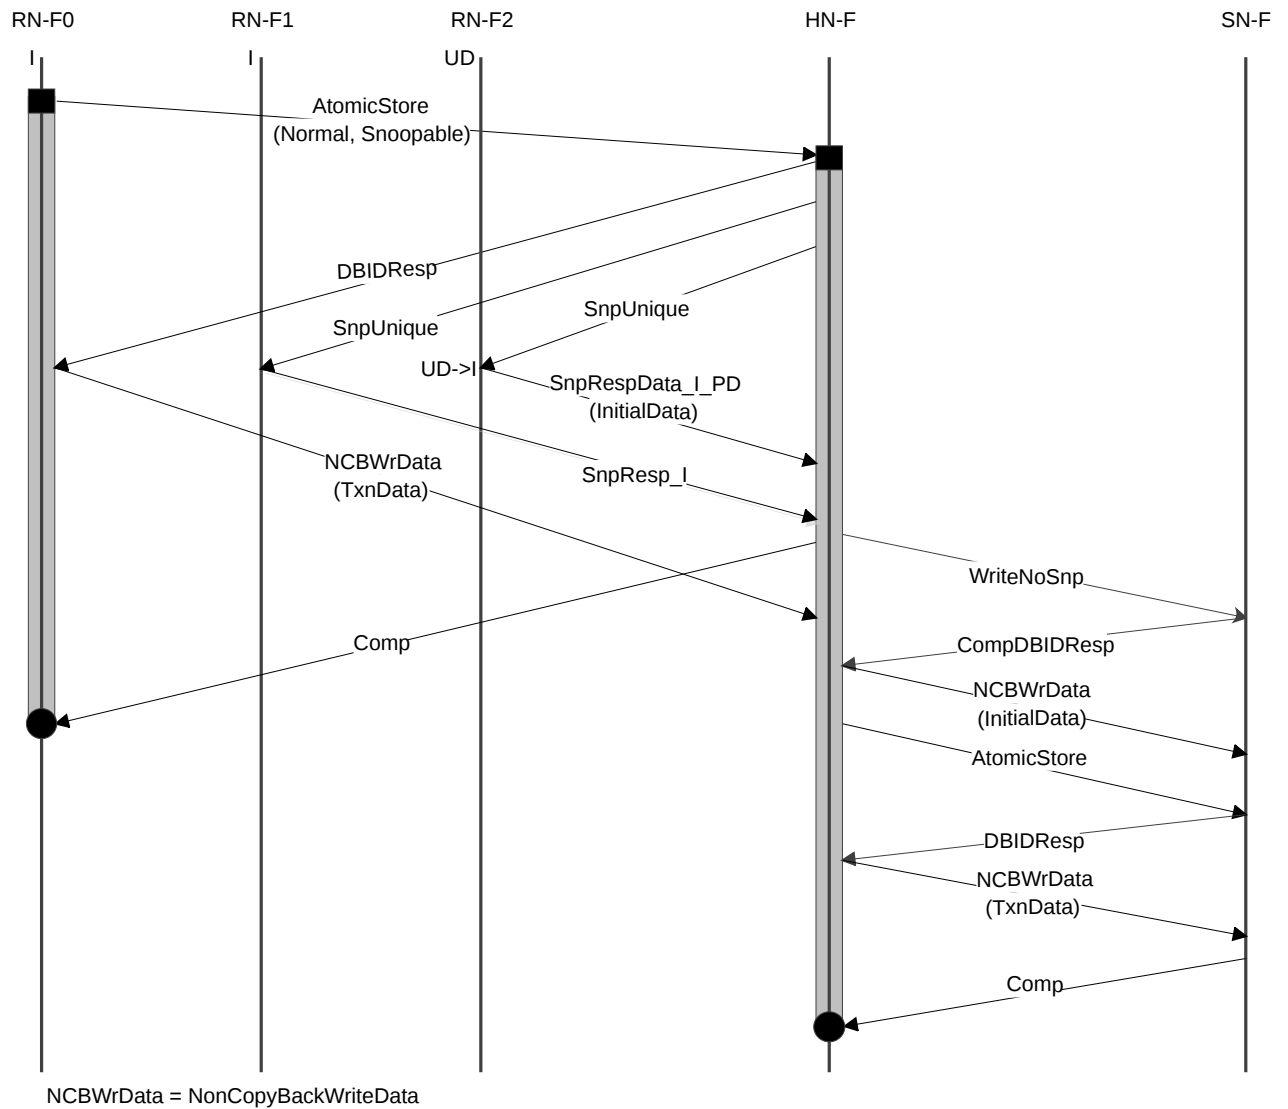 RN-F0
RN-F1
RN-F2
HN-F
SN-F
I
I
UD
AtomicStore
(Normal, Snoopable)
DBIDResp
SnpUnique
SnpUnique
UD->I
SnpRespData_I_PD
(InitialData)
NCBWrData
(TxnData)
SnpResp_I
WriteNoSnp
Comp
CompDBIDResp
NCBWrData
(InitialData)
AtomicStore
DBIDResp
NCBWrData
(TxnData)
Comp
NCBWrData = NonCopyBackWriteData